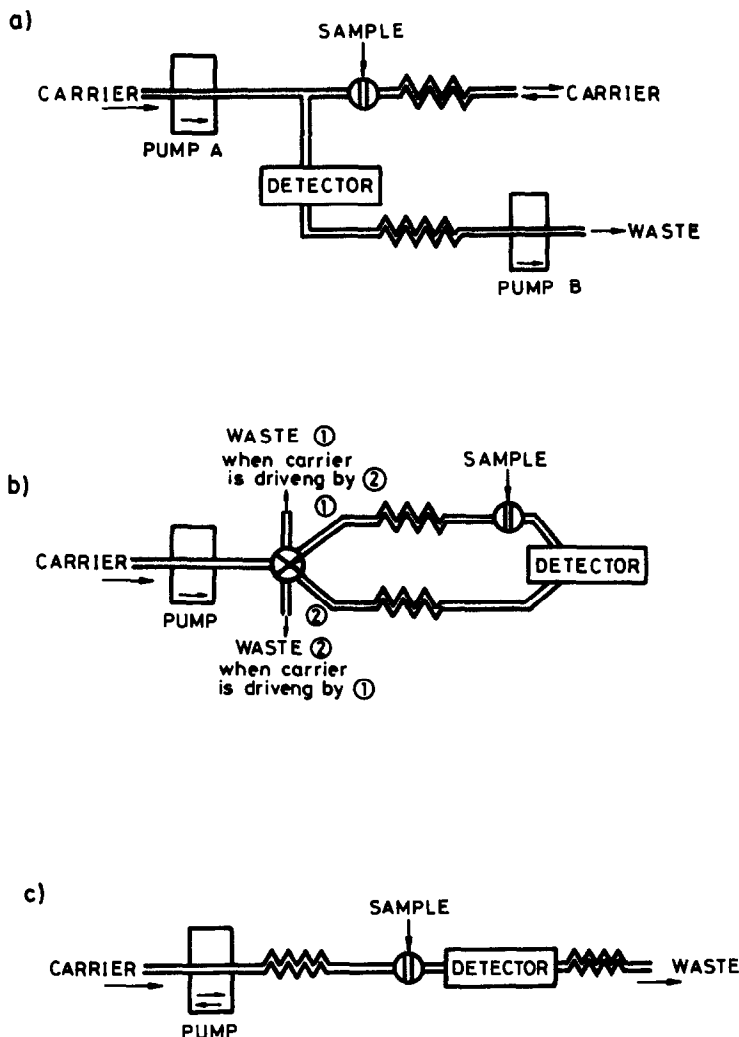 a)
SAMPLE
CARRIER
CARRIER
PUMP A
DETECTOR
WASTE
PUMP B
b)
WASTE ①
when carrier
is driveng by ②
①
SAMPLE
CARRIER
DETECTOR
PUMP
②
WASTE ②
when carrier
is driveng by ①
c)
SAMPLE
CARRIER
DETECTOR
WASTE
PUMP